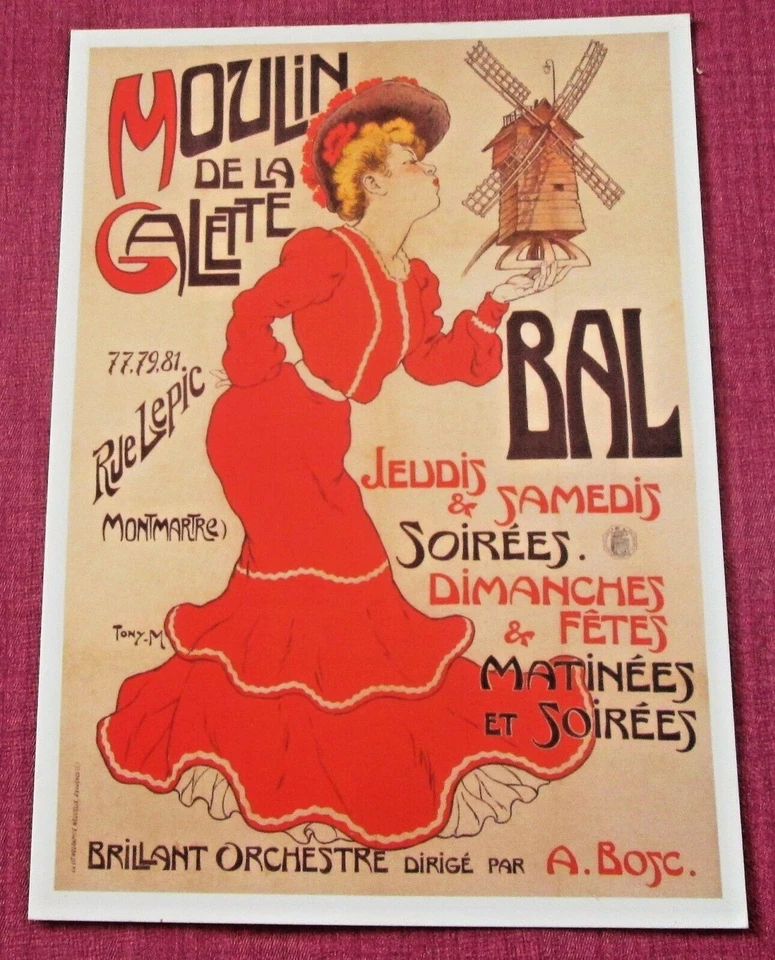 MOULIN
DE LA
GALETTE
77.79.81.
Rue Lepic
MONTMARTRe)
BAL
JEUDIS
& SAMEDIS
SOIRÉES.
DIMANCHES
& FÊTES
MATINÉES
ET SOIRÉES
TONY-M
BRILLANT ORCHESTRE DIRIGÉ PAR A. BOSC.